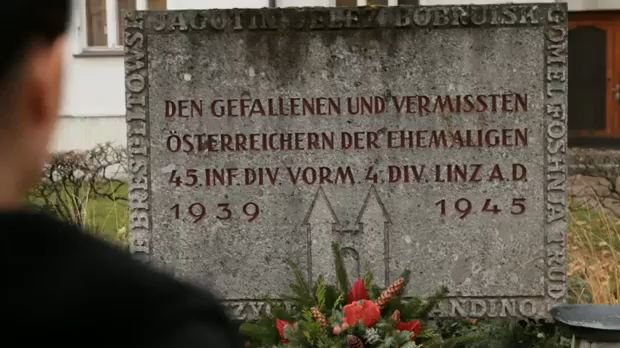 JAGOTIN JELEZ BOBRUISK
GOMEL
BREST LITOWSK
DEN GEFALLENEN UND VERMISSTEN
ÖSTERREICHERN DER EHEMALIGEN
45. INF. DIV. VORM. 4. DIV. LINZ A. D.
1939 1945